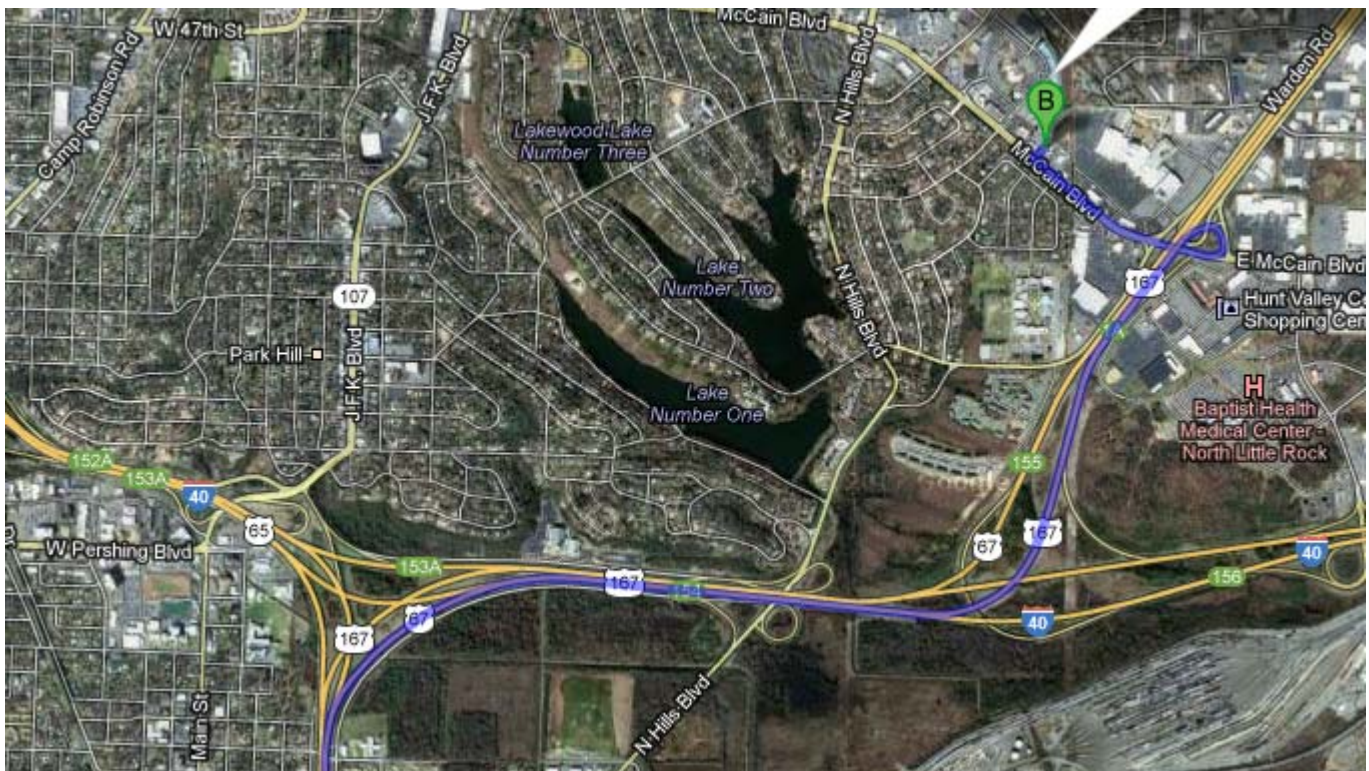 W 47th St
McCain Blvd
Camp Robinson Rd
J F K Blvd
N Hills Blvd
Warden Rd
B
Lakewood Lake
Number Three
107
McCain Blvd
Lake
Number Two
N Hills Blvd
E McCain Blvd
167
Hunt Valley C
Shopping Cen
Park Hill
J F K Blvd
Lake
Number One
H
Baptist Health
Medical Center -
North Little Rock
152A
153A
40
155
65
W Pershing Blvd
167
67
40
153A
167
156
67
40
167
Main St
N Hills Blvd